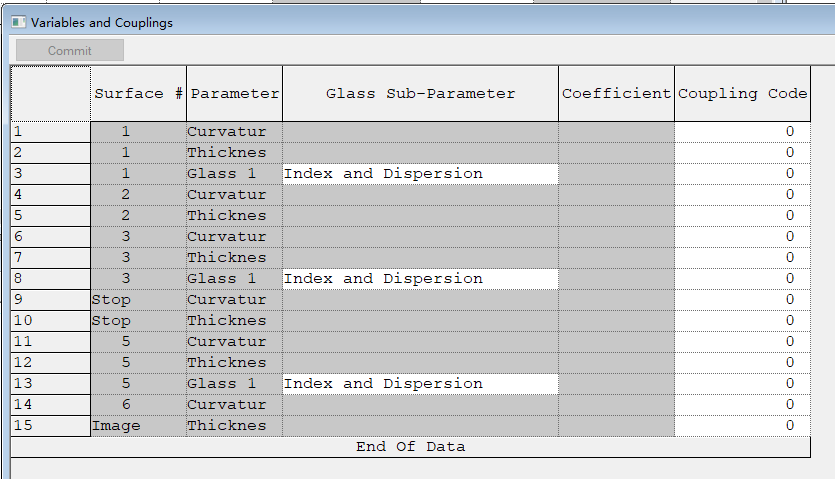 Variables and Couplings
Commit
Surface # Parameter Glass Sub-Parameter Coefficient Coupling Code
1 1 Curvatur 0
2 1 Thicknes 0
3 1 Glass 1 Index and Dispersion 0
4 2 Curvatur 0
5 2 Thicknes 0
6 3 Curvatur 0
7 3 Thicknes 0
8 3 Glass 1 Index and Dispersion 0
9 Stop Curvatur 0
10 Stop Thicknes 0
11 5 Curvatur 0
12 5 Thicknes 0
13 5 Glass 1 Index and Dispersion 0
14 6 Curvatur 0
15 Image Thicknes 0
End Of Data